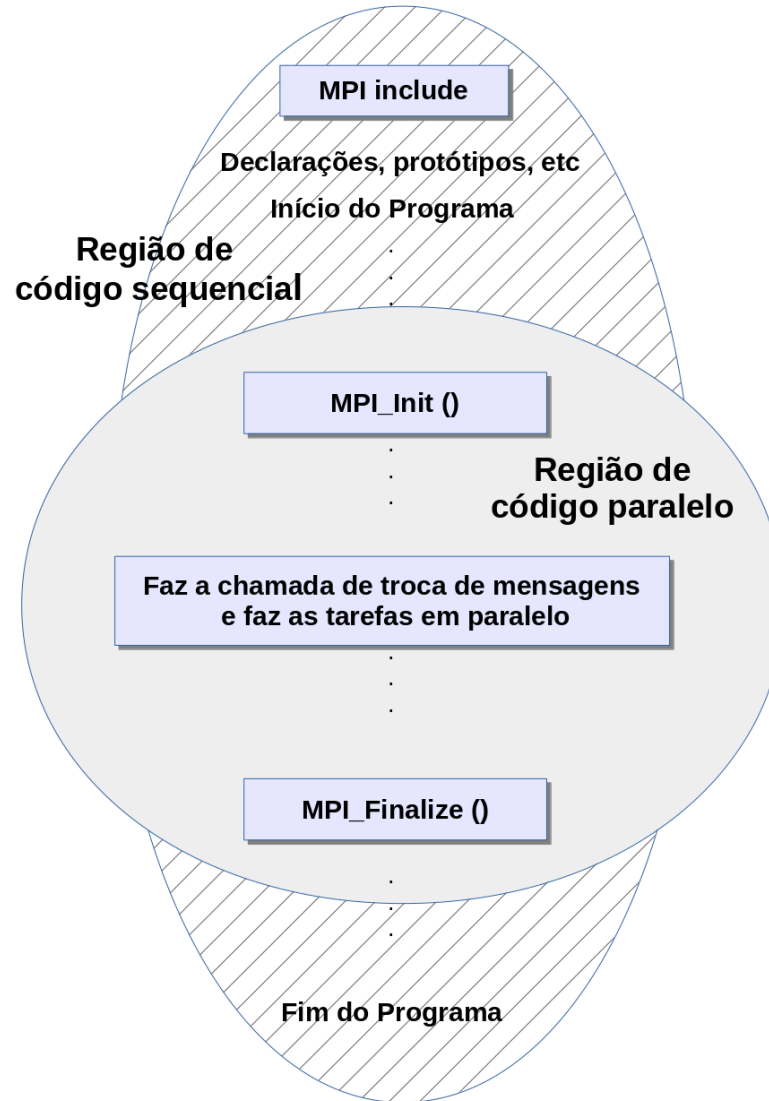 MPI include
Declarações, protótipos, etc
Início do Programa
.
.
.
Região de
código sequencial
MPI_Init ()
.
.
.
Região de
código paralelo
Faz a chamada de troca de mensagens
e faz as tarefas em paralelo
.
.
.
MPI_Finalize ()
.
.
.
Fim do Programa